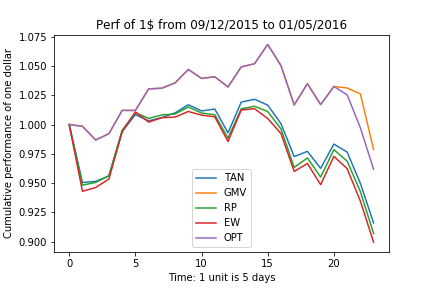 Perf of 1$ from 09/12/2015 to 01/05/2016
Cumulative performance of one dollar
1.075
1.050
1.025
1.000
0.975
0.950
0.925
0.900
TAN
GMV
RP
EW
OPT
0 5 10 15 20
Time: 1 unit is 5 days